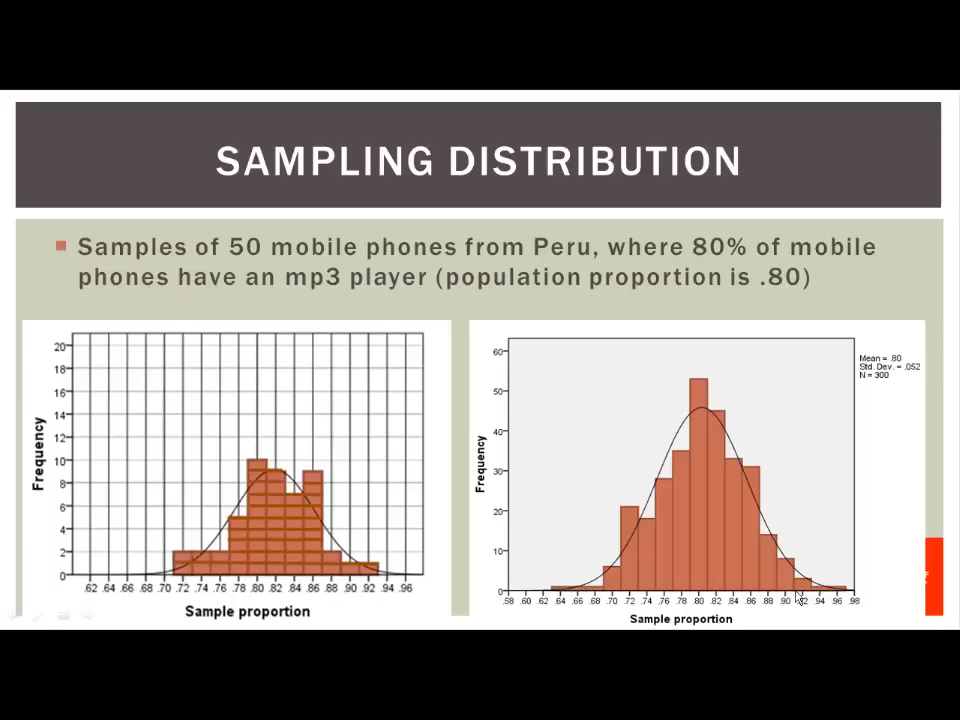 SAMPLING DISTRIBUTION
Samples of 50 mobile phones from Peru, where 80% of mobile
phones have an mp3 player (population proportion is .80)
20
18
16
14
12
10
8
6
4
2
0
Frequency
.62 .64 .66 .68 .70 .72 .74 .76 .78 .80 .82 .84 .86 .88 .90 .92 .94 .96
Sample proportion
Mean = .80
Std. Dev. = .052
N = 300
60
50
40
30
20
10
0
Frequency
.58 .60 .62 .64 .66 .68 .70 .72 .74 .76 .78 .80 .82 .84 .86 .88 .90 .92 .94 .96 .98
Sample proportion